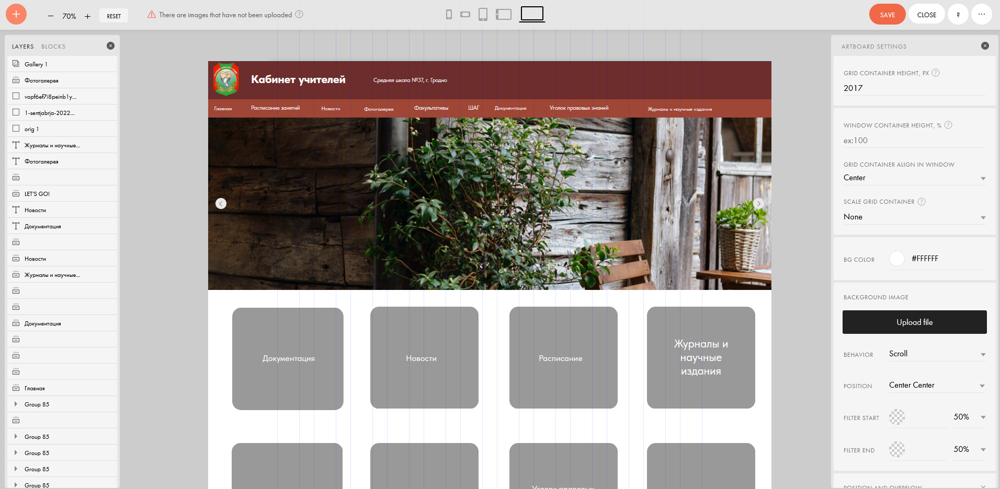 70%
RESET
There are images that have not been uploaded ?
SAVE
CLOSE
?
LAYERS BLOCKS
Gallery 1
Фотогалерея
vopf6ef7i8peinb1y...
1-sentjabrja-2022...
orig 1
Журналы и научные...
Фотогалерея
LET'S GO!
Новости
Документация
Новости
Журналы и научные...
Документация
Главная
Group 85
Group 85
Group 85
Group 85
Group 85
Кабинет учителей
Средняя школа №37, г. Гродно
Главная Расписание занятий Новости Фотогалерея Факультативы ШАГ Документация Уголок правовых знаний Журналы и научные издания
Документация
Новости
Расписание
Журналы и
научные
издания
Уголок правовых
ARTBOARD SETTINGS
GRID CONTAINER HEIGHT, PX ?
2017
WINDOW CONTAINER HEIGHT, % ?
ex:100
GRID CONTAINER ALIGN IN WINDOW
Center
SCALE GRID CONTAINER ?
None
BG COLOR #FFFFFF
BACKGROUND IMAGE
Upload file
BEHAVIOR Scroll
POSITION Center Center
FILTER START 50%
FILTER END 50%
POSITION AND OVERFLOW